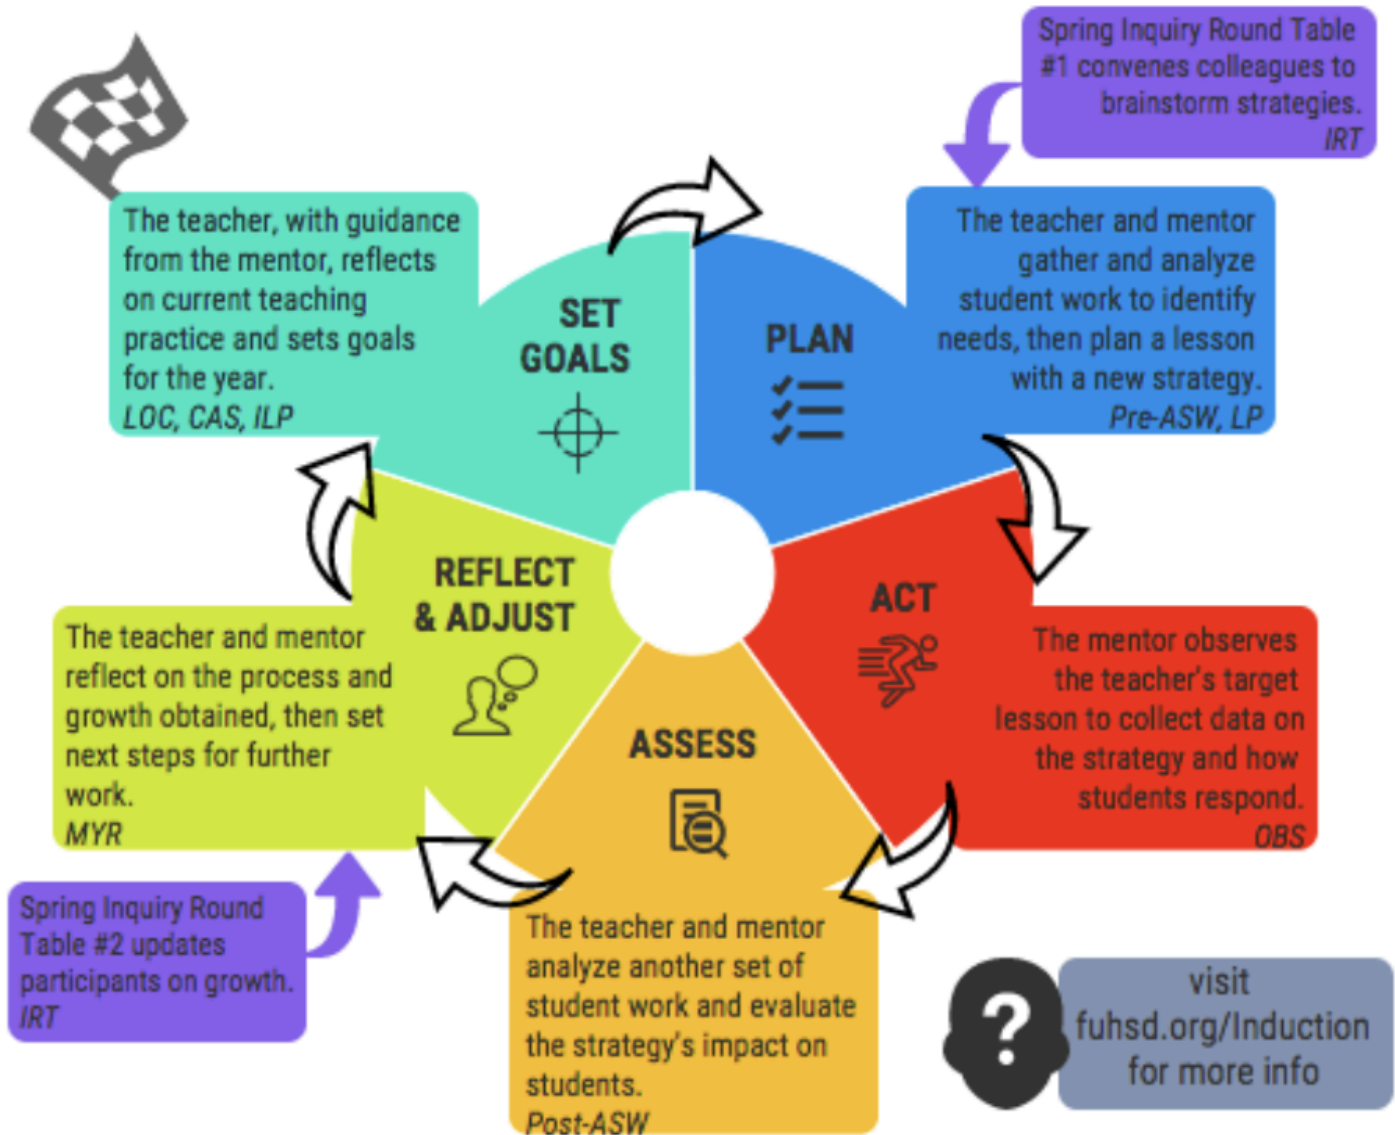 Spring Inquiry Round Table
#1 convenes colleagues to
brainstorm strategies.
IRT
The teacher, with guidance
from the mentor, reflects
on current teaching
practice and sets goals
for the year.
LOC, CAS, ILP
SET
GOALS
PLAN
The teacher and mentor
gather and analyze
student work to identify
needs, then plan a lesson
with a new strategy.
Pre-ASW, LP
ACT
The mentor observes
the teacher's target
lesson to collect data on
the strategy and how
students respond.
OBS
ASSESS
The teacher and mentor
analyze another set of
student work and evaluate
the strategy's impact on
students.
Post-ASW
REFLECT
& ADJUST
The teacher and mentor
reflect on the process and
growth obtained, then set
next steps for further
work.
MYR
Spring Inquiry Round
Table #2 updates
participants on growth.
IRT
?
visit
fuhsd.org/Induction
for more info